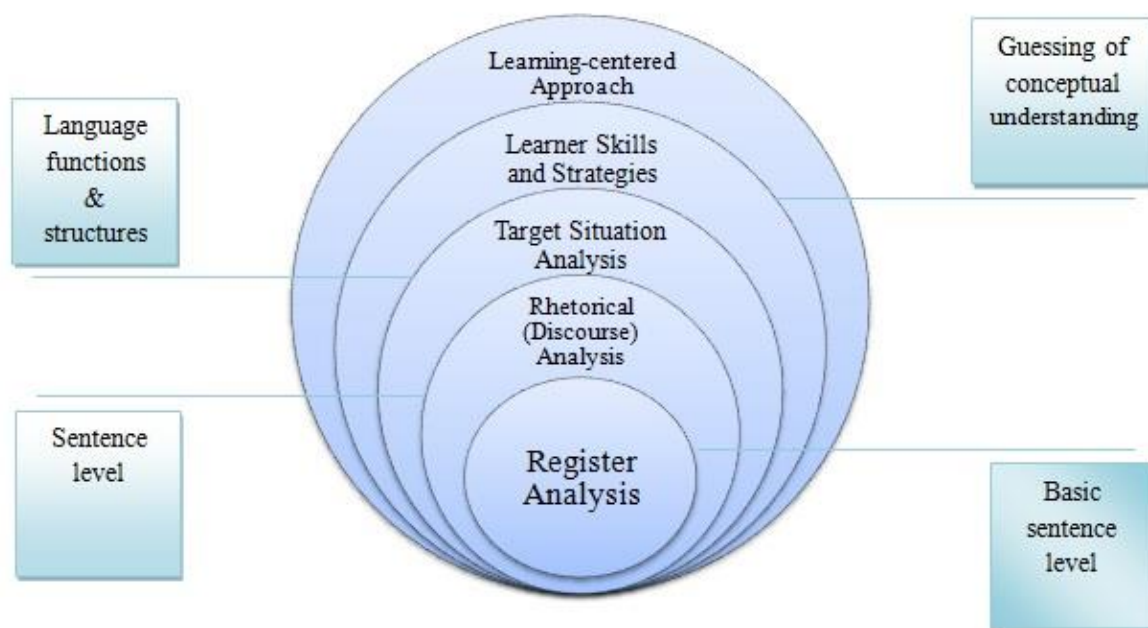 Learning-centered
Approach
Learner Skills
and Strategies
Target Situation
Analysis
Rhetorical
(Discourse)
Analysis
Register
Analysis
Language
functions
&
structures
Sentence
level
Guessing of
conceptual
understanding
Basic
sentence
level